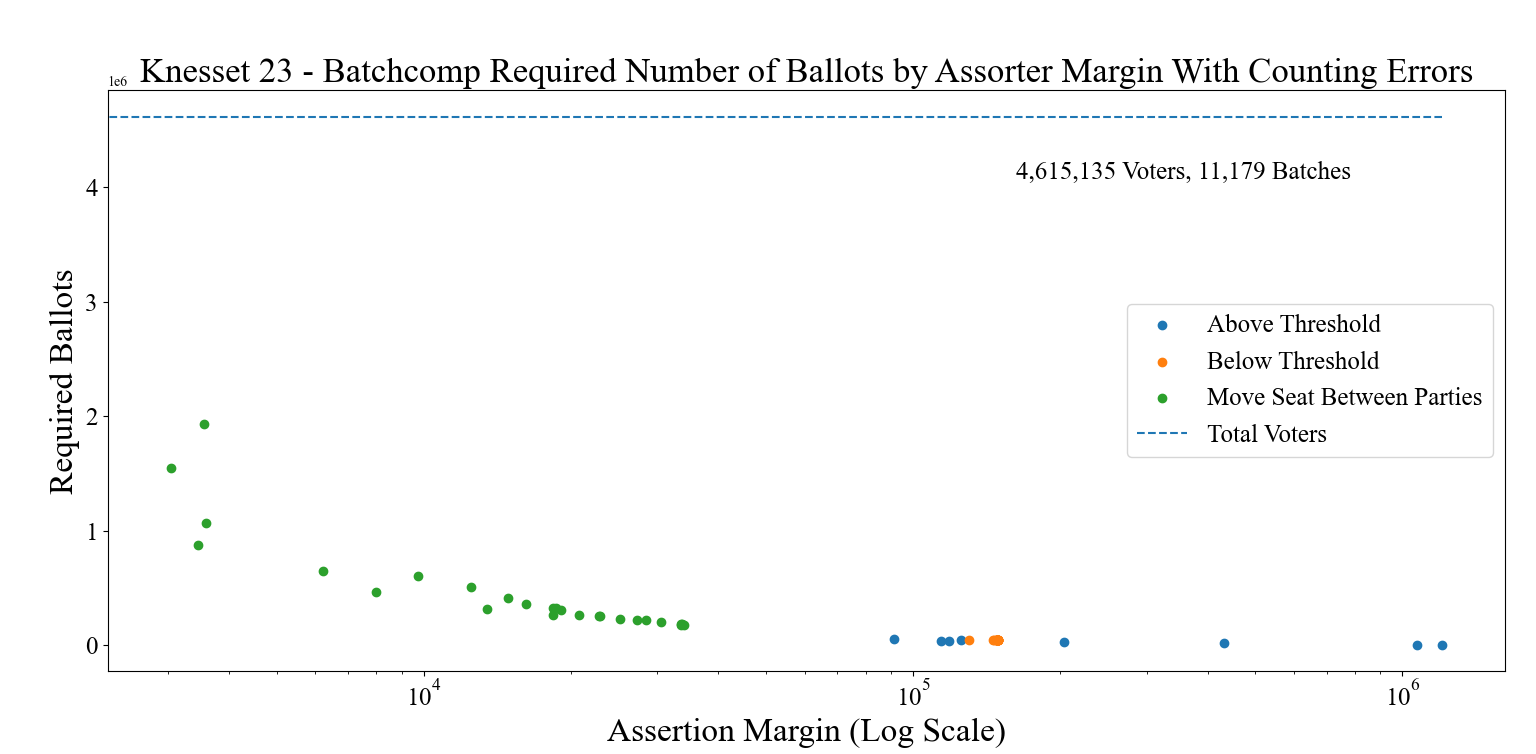 Knesset 23 - Batchcomp Required Number of Ballots by Assorter Margin With Counting Errors
1e6
4,615,135 Voters, 11,179 Batches
4
3
2
1
0
Required Ballots
Above Threshold
Below Threshold
Move Seat Between Parties
Total Voters
10^4
10^5
10^6
Assertion Margin (Log Scale)